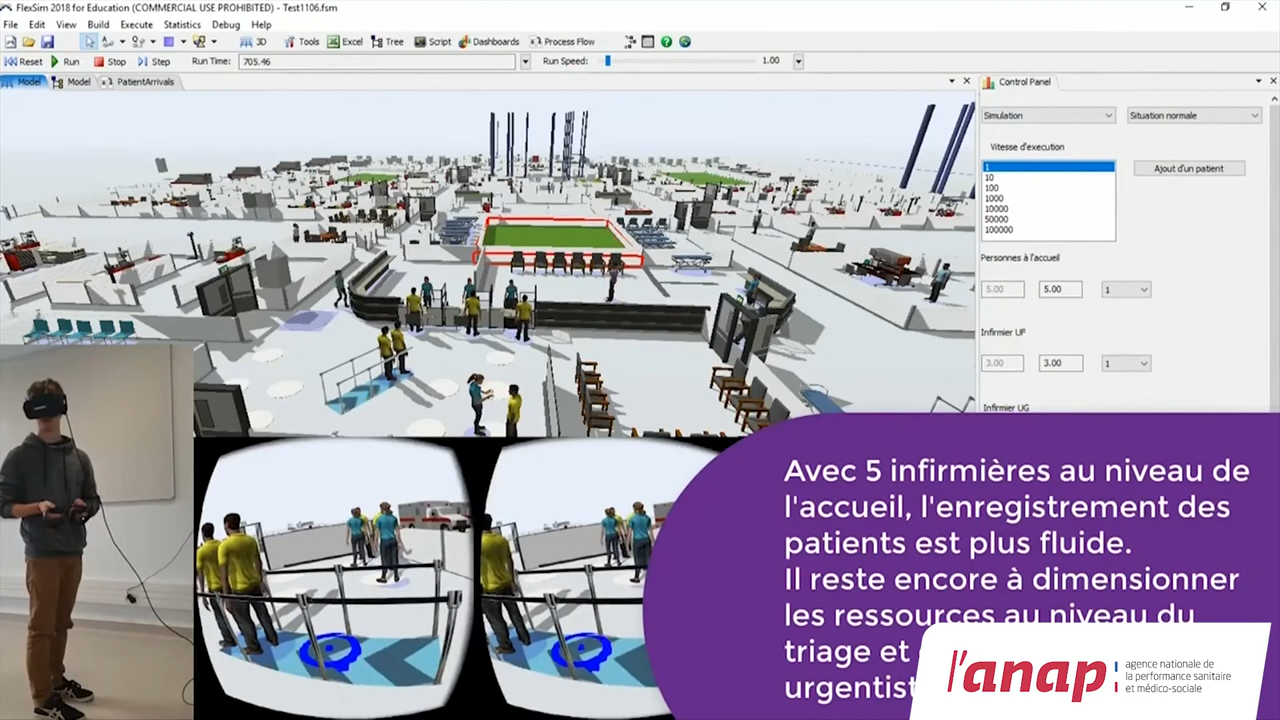 FlexSim 2018 for Education (COMMERCIAL USE PROHIBITED) - Test1106.fsm
File Edit View Build Execute Statistics Debug Help
3D Tools Excel Tree Script Dashboards Process Flow
Reset Run Stop Step Run Time: 705.46 Run Speed: 1.00
Model Model PatientArrivals
Control Panel
Simulation Situation normale
Vitesse d'execution
1
10
100
1000
10000
50000
100000
Ajout d'un patient
Personnes à l'accueil
5.00 5.00 1
Infirmier UF
3.00 3.00 1
Infirmier UG
Avec 5 infirmières au niveau de
l'accueil, l'enregistrement des
patients est plus fluide.
Il reste encore à dimensionner
les ressources au niveau du
triage et
urgentist
l'anap
agence nationale de
la performance sanitaire
et médico-sociale